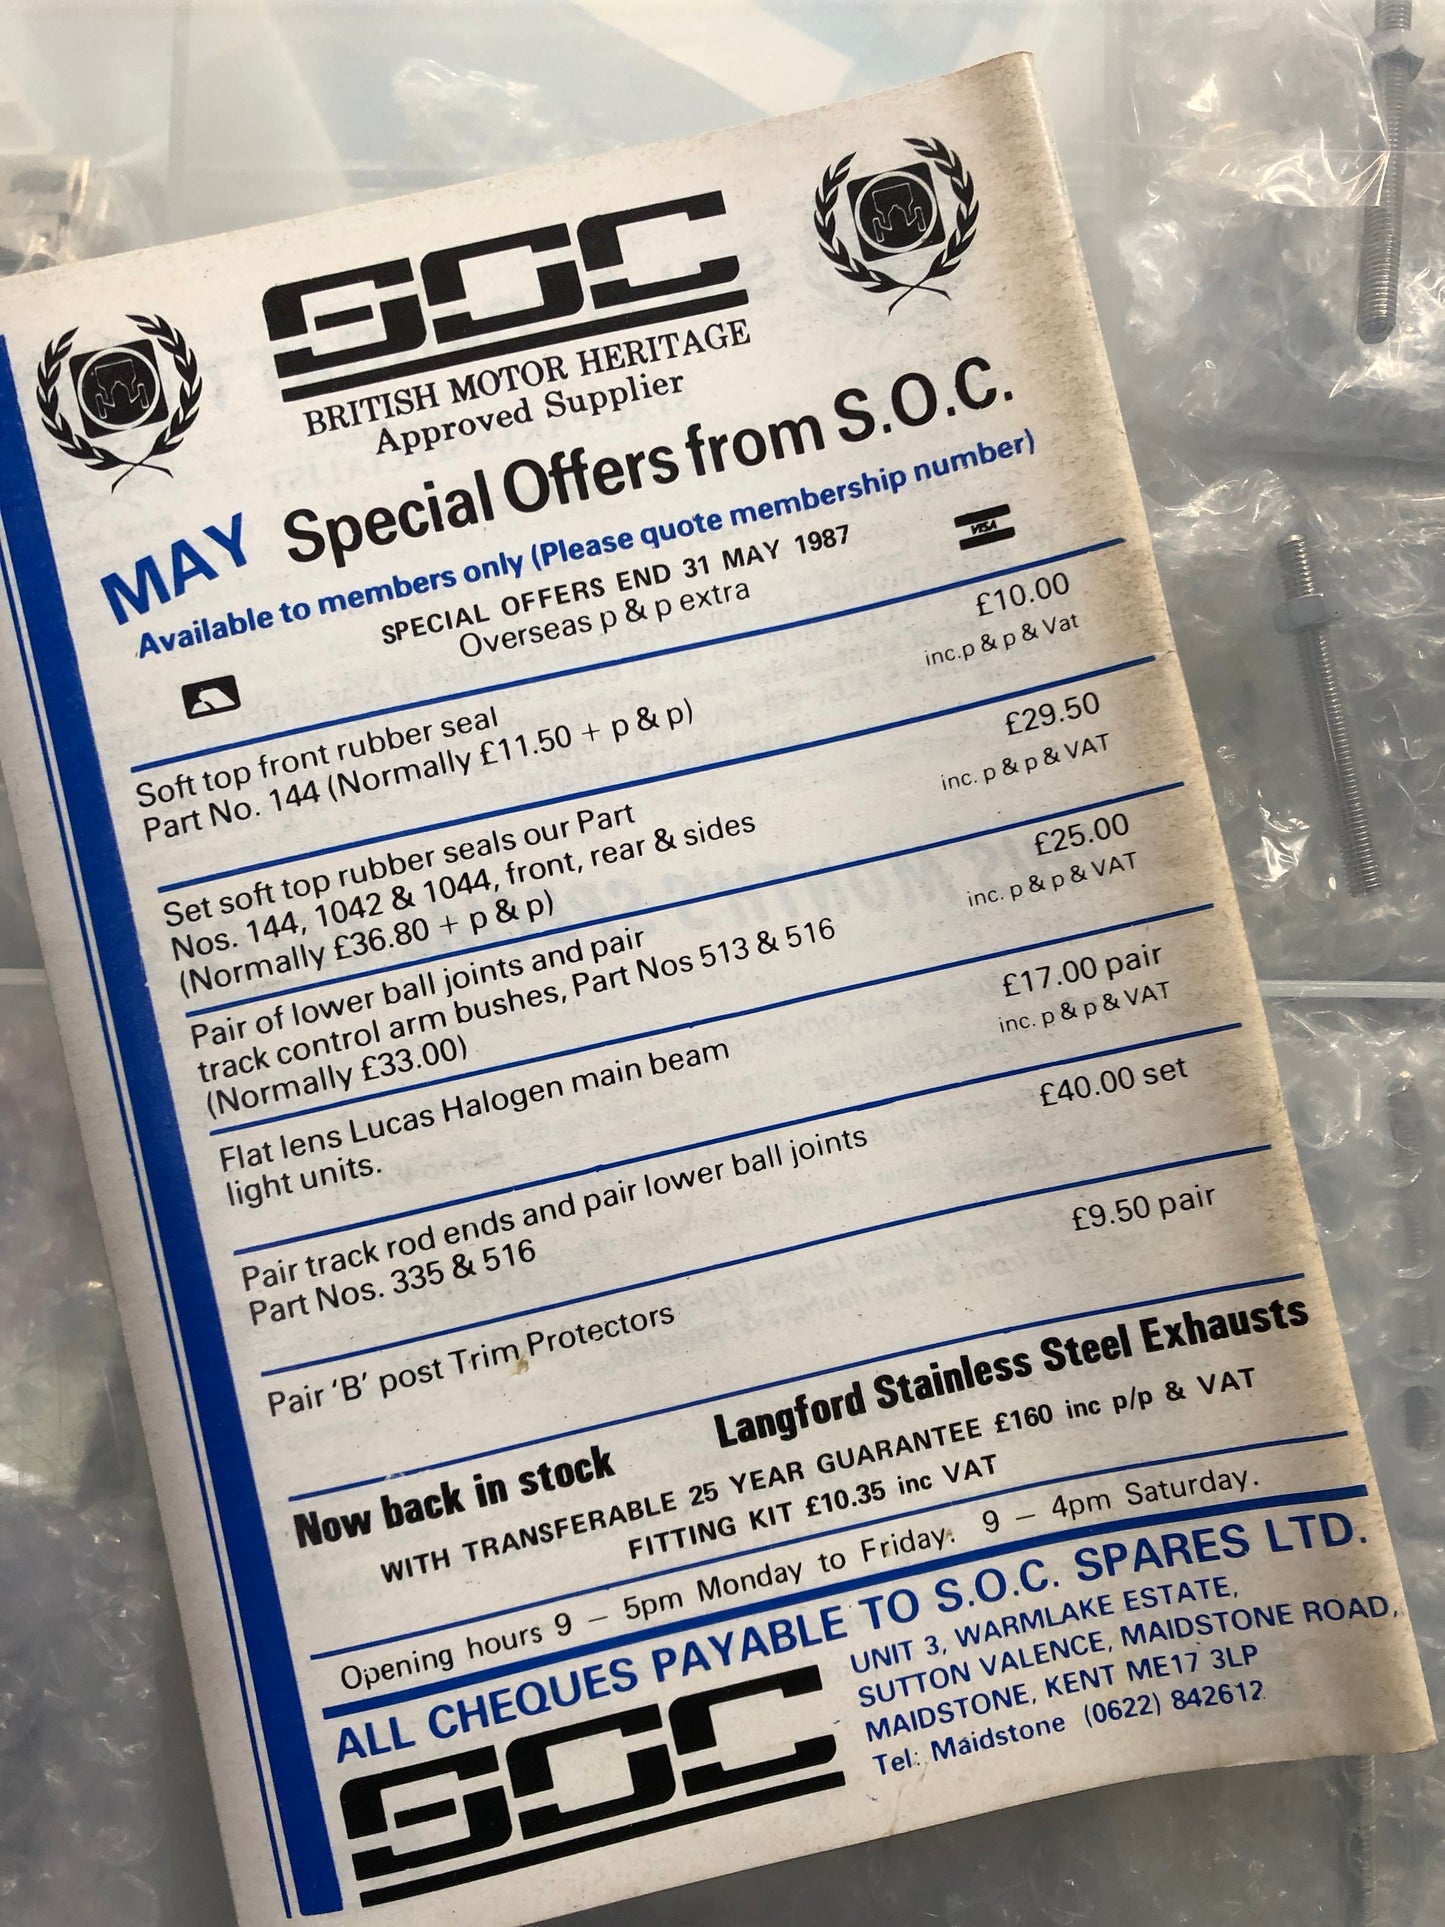 SOC
BRITISH MOTOR HERITAGE
Approved Supplier
MAY Special Offers from S.O.C.
Available to members only (Please quote membership number)
SPECIAL OFFERS END 31 MAY 1987
VISA
Overseas p & p extra
Soft top front rubber seal £10.00
Part No. 144 (Normally £11.50 + p & p) inc.p & p & Vat
Set soft top rubber seals our Part £29.50
Nos. 144, 1042 & 1044, front, rear & sides inc. p & p & VAT
(Normally £36.80 + p & p)
Pair of lower ball joints and pair £25.00
track control arm bushes, Part Nos 513 & 516 inc. p & p & VAT
(Normally £33.00)
Flat lens Lucas Halogen main beam £17.00 pair
light units. inc. p & p & VAT
Pair track rod ends and pair lower ball joints £40.00 set
Part Nos. 335 & 516
Pair 'B' post Trim Protectors £9.50 pair
Now back in stock Langford Stainless Steel Exhausts
WITH TRANSFERABLE 25 YEAR GUARANTEE £160 inc p/p & VAT
FITTING KIT £10.35 inc VAT
Opening hours 9 – 5pm Monday to Friday. 9 – 4pm Saturday.
ALL CHEQUES PAYABLE TO S.O.C. SPARES LTD.
SOC
UNIT 3, WARMLAKE ESTATE,
SUTTON VALENCE, MAIDSTONE ROAD,
MAIDSTONE, KENT ME17 3LP
Tel: Maidstone (0622) 842612